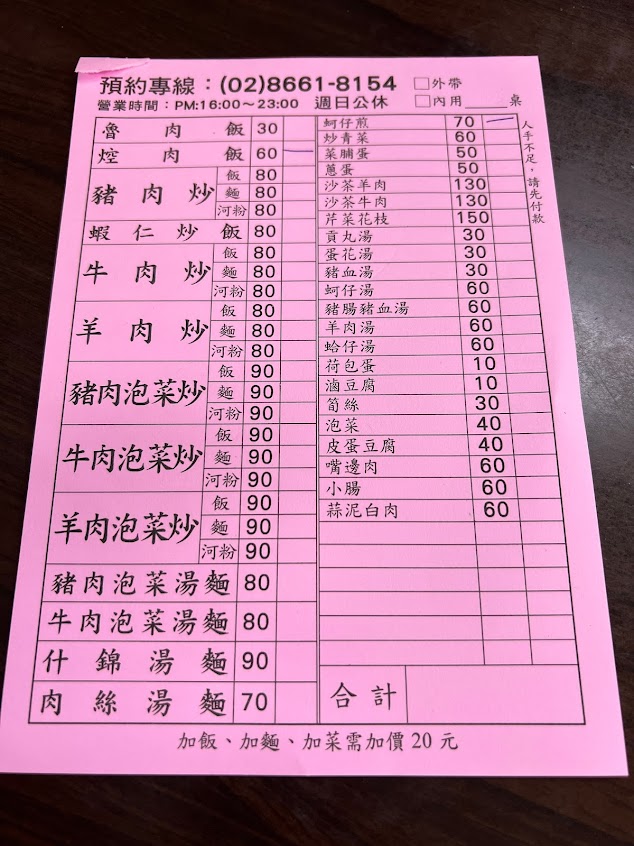 預約專線：(02)8661-8154 □外帶
營業時間：PM:16:00～23:00 週日公休 □內用_____桌
人手不足，請先付款
魯肉飯 30
焢肉飯 60
豬肉炒 飯 80
麵 80
河粉 80
蝦仁炒飯 80
牛肉炒 飯 80
麵 80
河粉 80
羊肉炒 飯 80
麵 80
河粉 80
豬肉泡菜炒 飯 90
麵 90
河粉 90
牛肉泡菜炒 飯 90
麵 90
河粉 90
羊肉泡菜炒 飯 90
麵 90
河粉 90
豬肉泡菜湯麵 80
牛肉泡菜湯麵 80
什錦湯麵 90
肉絲湯麵 70
蚵仔煎 70
炒青菜 60
菜脯蛋 50
蔥蛋 50
沙茶羊肉 130
沙茶牛肉 130
芹菜花枝 150
貢丸湯 30
蛋花湯 30
豬血湯 30
蚵仔湯 60
豬腸豬血湯 60
羊肉湯 60
蛤仔湯 60
荷包蛋 10
滷豆腐 10
筍絲 30
泡菜 40
皮蛋豆腐 40
嘴邊肉 60
小腸 60
蒜泥白肉 60
合計
加飯、加麵、加菜需加價 20 元